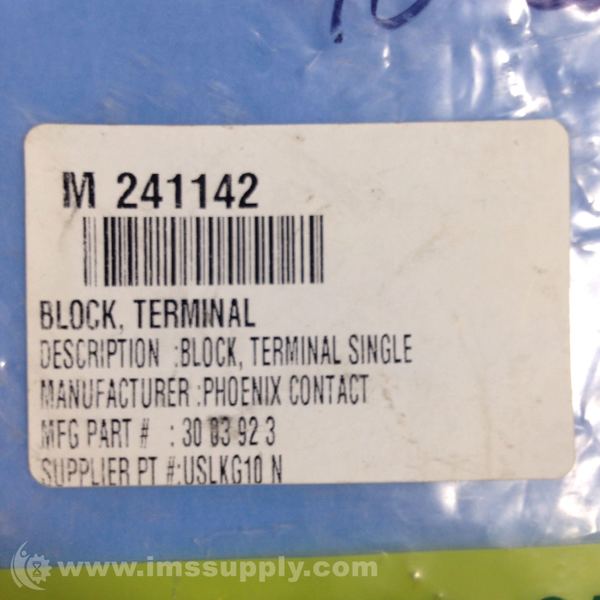 M 241142
BLOCK, TERMINAL
DESCRIPTION :BLOCK, TERMINAL SINGLE
MANUFACTURER :PHOENIX CONTACT
MFG PART # : 30 03 92 3
SUPPLIER PT #:USLKG10 N
www.imssupply.com